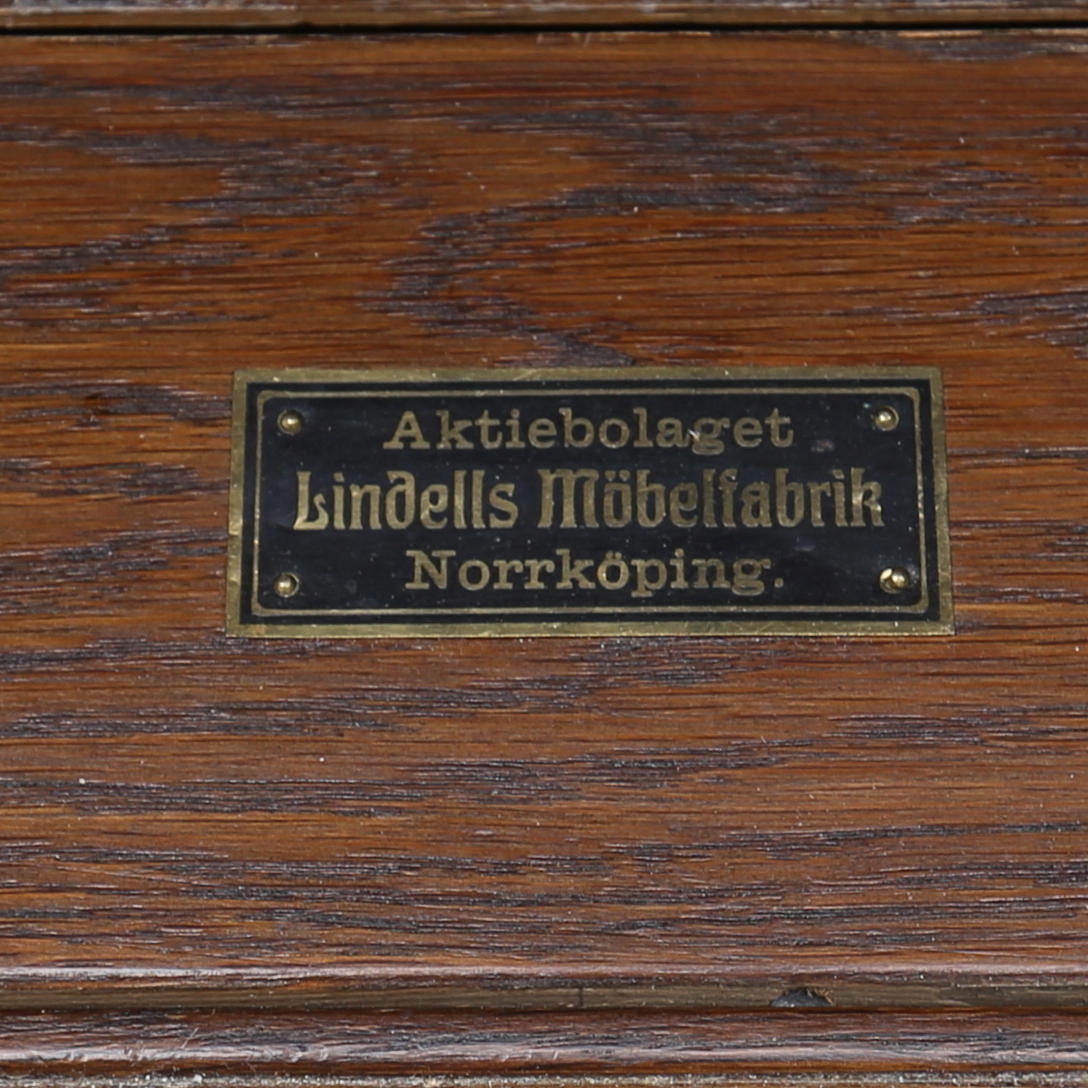 Aktiebolaget
Lindells Möbelfabrik
Norrköping.